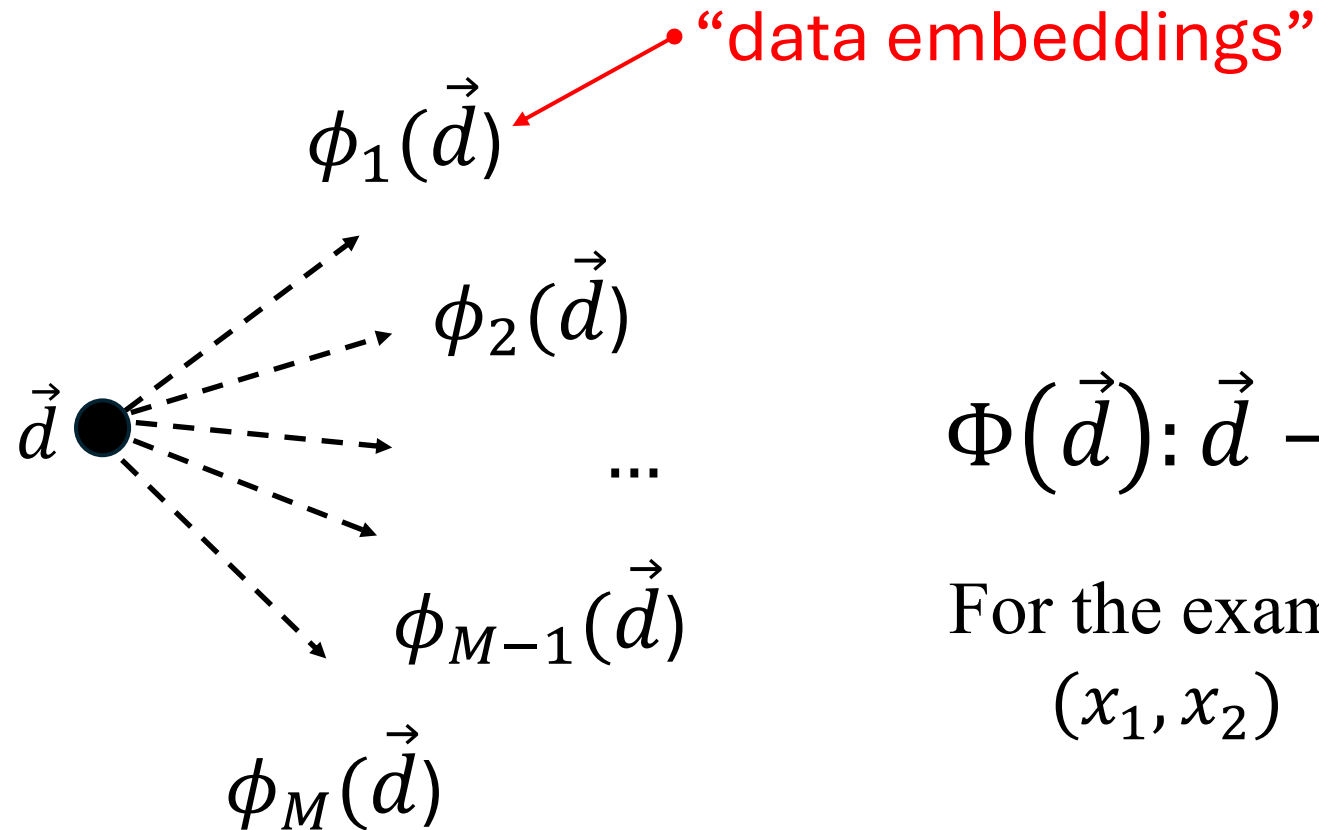 “data embeddings”
ϕ₁(d⃗)
ϕ₂(d⃗)
d⃗
...
ϕ_{M−1}(d⃗)
ϕ_M(d⃗)
Φ(d⃗): d⃗ −
For the exam
(x₁, x₂)